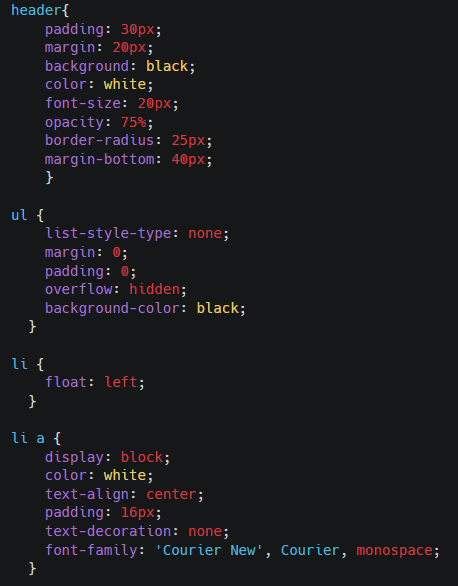 header{
    padding: 30px;
    margin: 20px;
    background: black;
    color: white;
    font-size: 20px;
    opacity: 75%;
    border-radius: 25px;
    margin-bottom: 40px;
    }

ul {
    list-style-type: none;
    margin: 0;
    padding: 0;
    overflow: hidden;
    background-color: black;
  }

li {
    float: left;
  }

li a {
    display: block;
    color: white;
    text-align: center;
    padding: 16px;
    text-decoration: none;
    font-family: 'Courier New', Courier, monospace;
  }